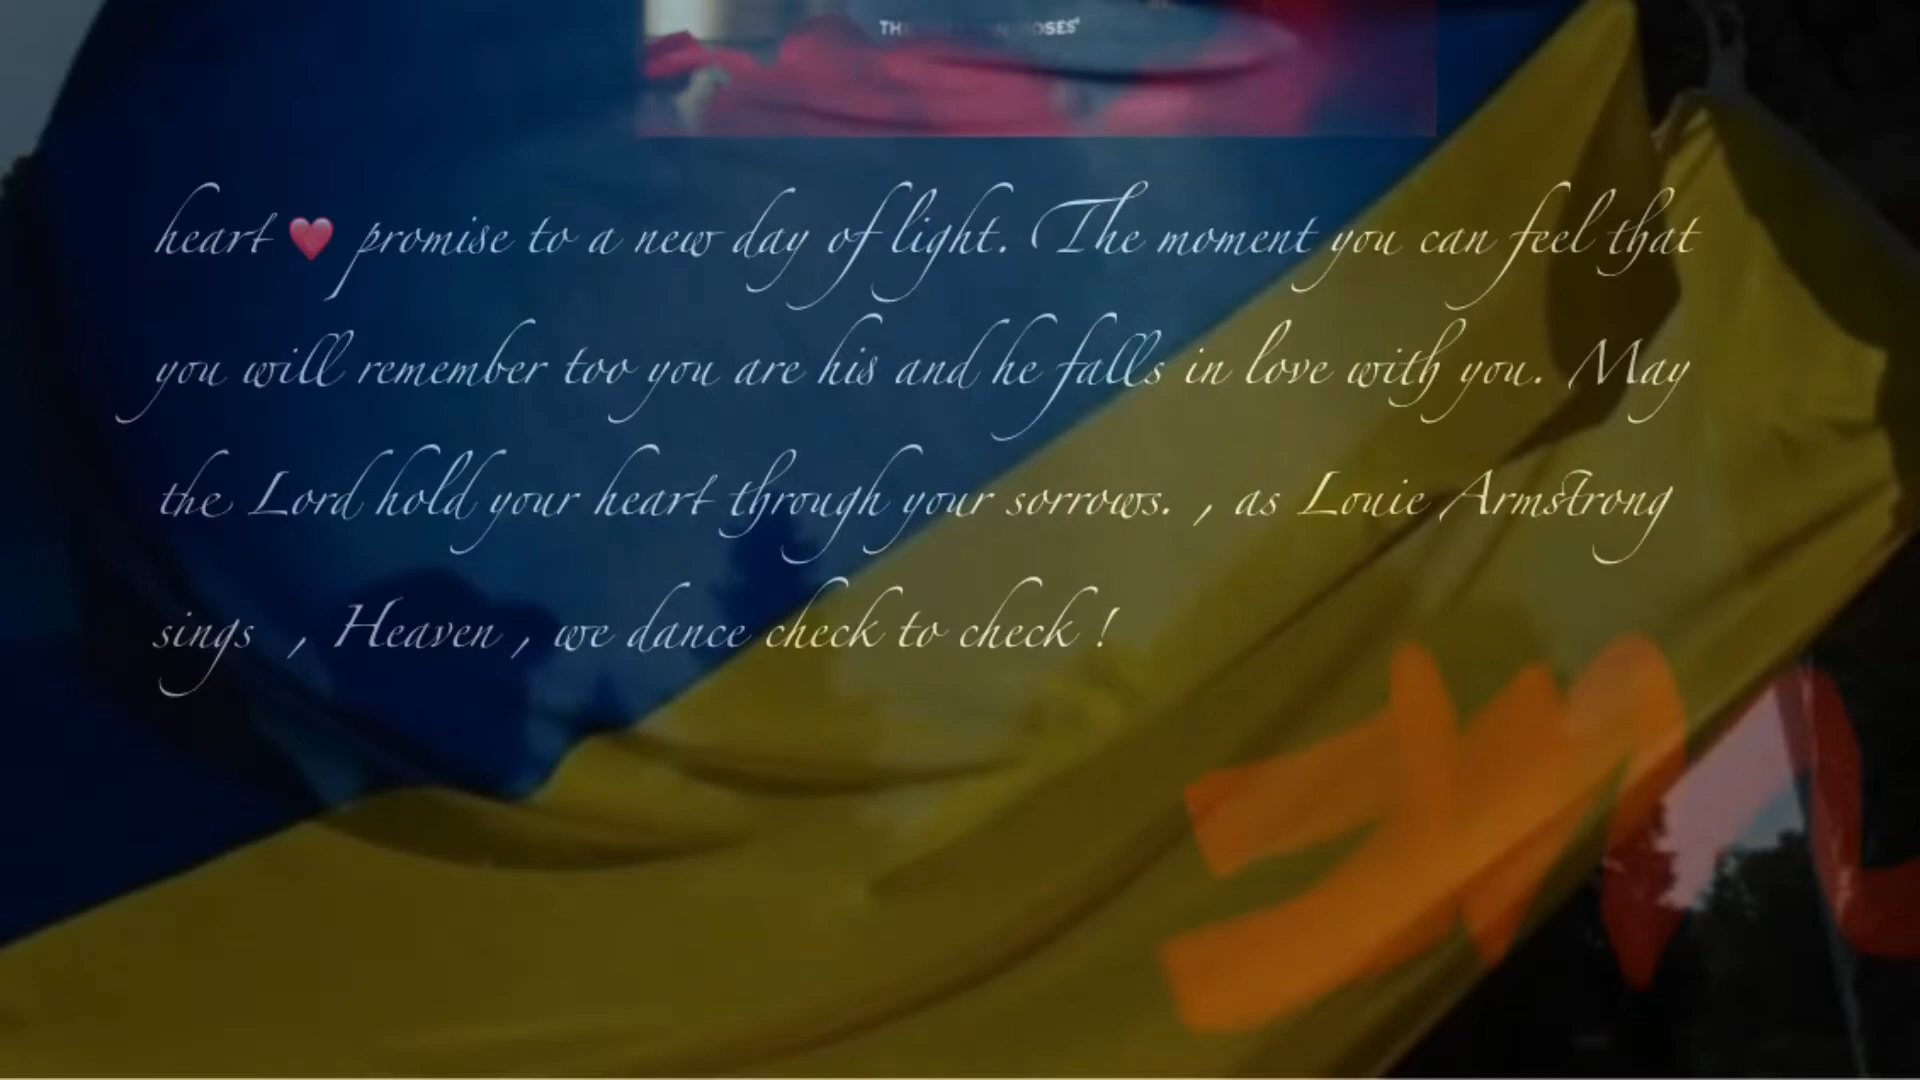 heart ❤️ promise to a new day of light. The moment you can feel that
you will remember too you are his and he falls in love with you. May
the Lord hold your heart through your sorrows. , as Louie Armstrong
sings , Heaven , we dance check to check !